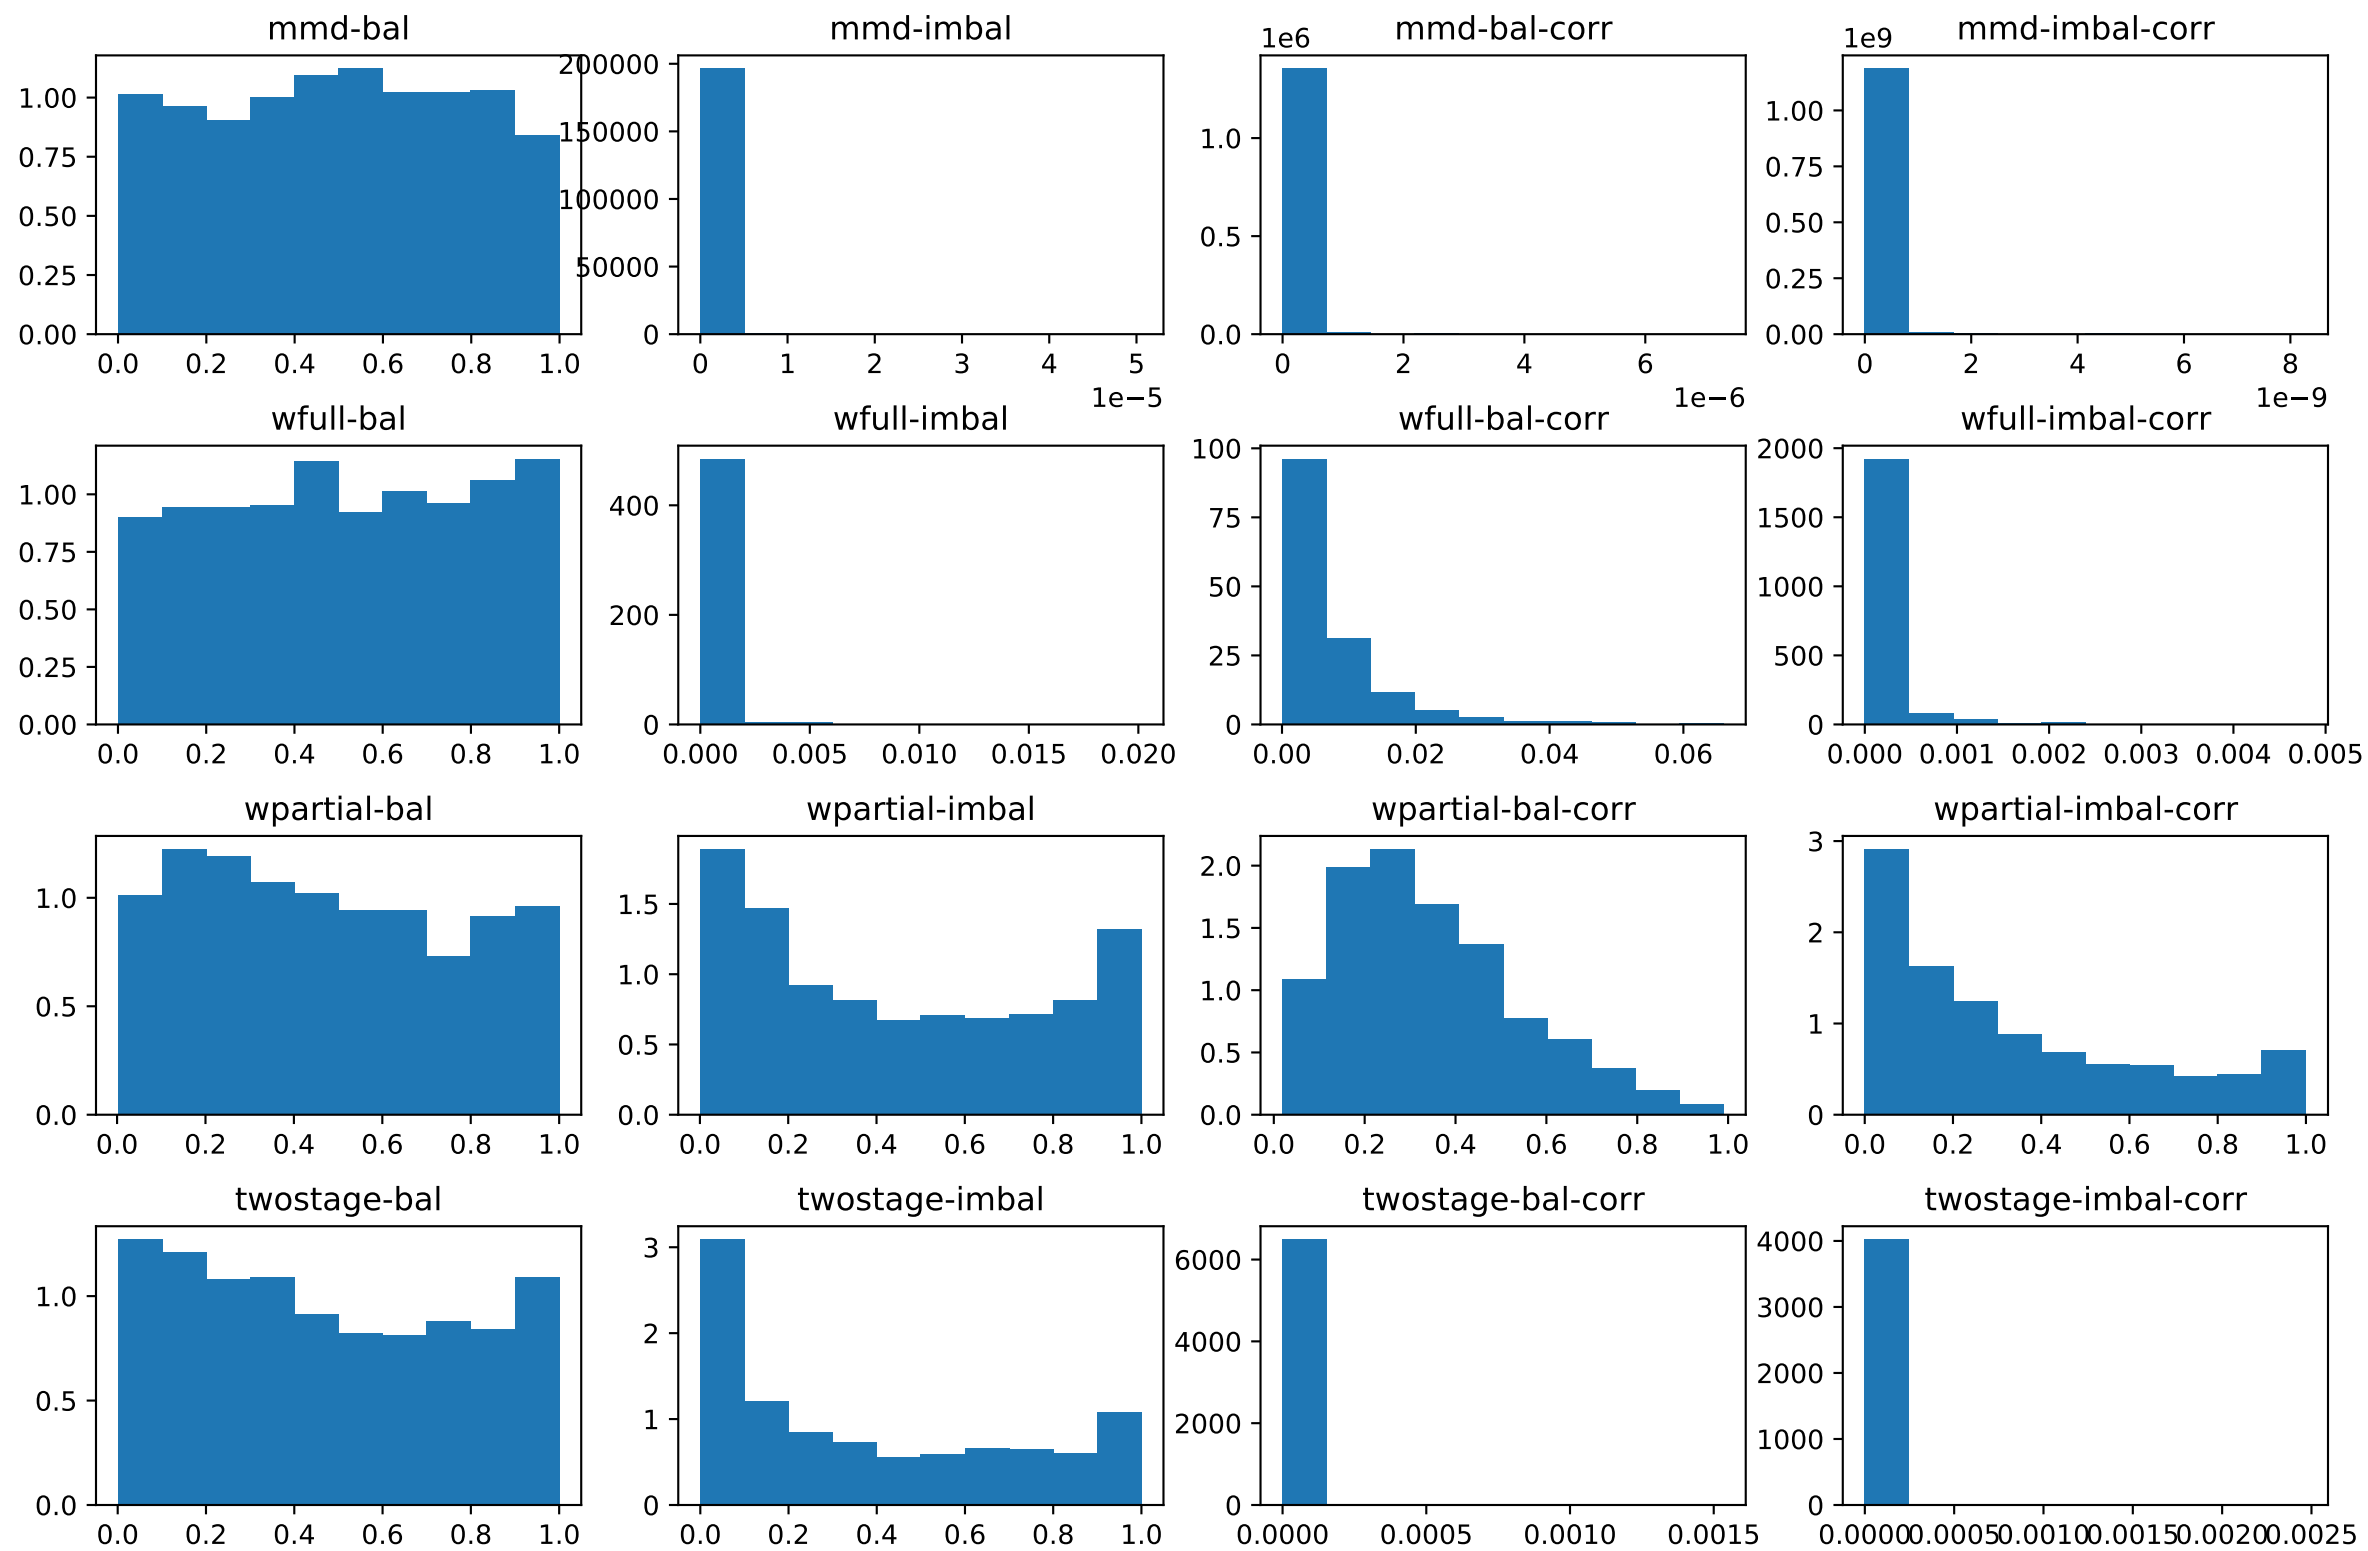 mmd-bal mmd-imbal mmd-bal-corr mmd-imbal-corr
1e6 1e9
1.00 0.75 0.50 0.25 0.00
200000 150000 100000 50000 0
1.0 0.5 0.0
1.00 0.75 0.50 0.25 0.00
0.0 0.2 0.4 0.6 0.8 1.0
0 1 2 3 4 5
1e−5
0 2 4 6
1e−6
0 2 4 6 8
1e−9
wfull-bal wfull-imbal wfull-bal-corr wfull-imbal-corr
1.00 0.75 0.50 0.25 0.00
400 200 0
100 75 50 25 0
2000 1500 1000 500 0
0.0 0.2 0.4 0.6 0.8 1.0
0.000 0.005 0.010 0.015 0.020
0.00 0.02 0.04 0.06
0.000 0.001 0.002 0.003 0.004 0.005
wpartial-bal wpartial-imbal wpartial-bal-corr wpartial-imbal-corr
1.0 0.5 0.0
1.5 1.0 0.5 0.0
2.0 1.5 1.0 0.5 0.0
3 2 1 0
0.0 0.2 0.4 0.6 0.8 1.0
0.0 0.2 0.4 0.6 0.8 1.0
0.0 0.2 0.4 0.6 0.8 1.0
0.0 0.2 0.4 0.6 0.8 1.0
twostage-bal twostage-imbal twostage-bal-corr twostage-imbal-corr
1.0 0.5 0.0
3 2 1 0
6000 4000 2000 0
4000 3000 2000 1000 0
0.0 0.2 0.4 0.6 0.8 1.0
0.0 0.2 0.4 0.6 0.8 1.0
0.0000 0.0005 0.0010 0.0015
0.0000 0.0005 0.0010 0.0015 0.0020 0.0025